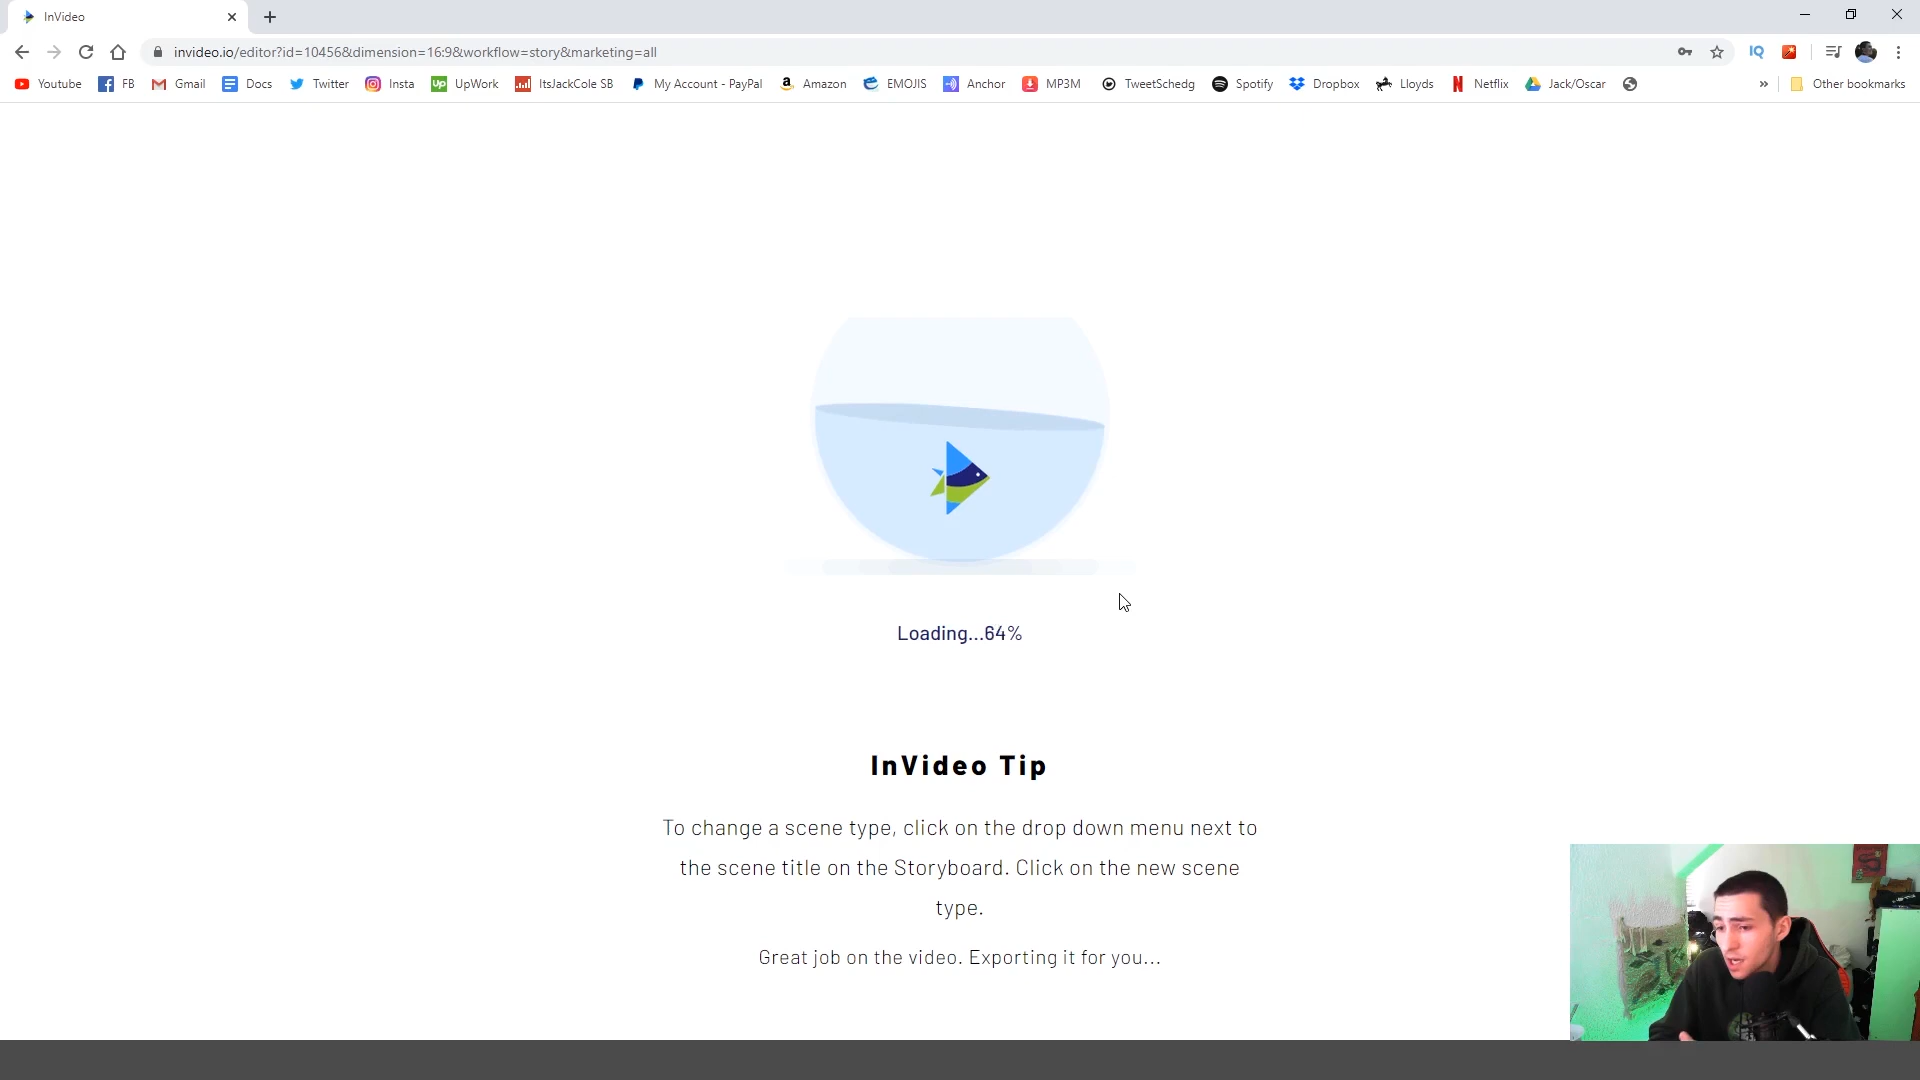 InVideo
invideo.io/editor?id=10456&dimension=16:9&workflow=story&marketing=all
IQ
Youtube FB Gmail Docs Twitter Insta Up UpWork ItsJackCole SB My Account - PayPal Amazon EMOJIS Anchor MP3M TweetSchedg Spotify Dropbox Lloyds Netflix Jack/Oscar » Other bookmarks
Loading...64%
InVideo Tip
To change a scene type, click on the drop down menu next to
the scene title on the Storyboard. Click on the new scene
type.
Great job on the video. Exporting it for you...